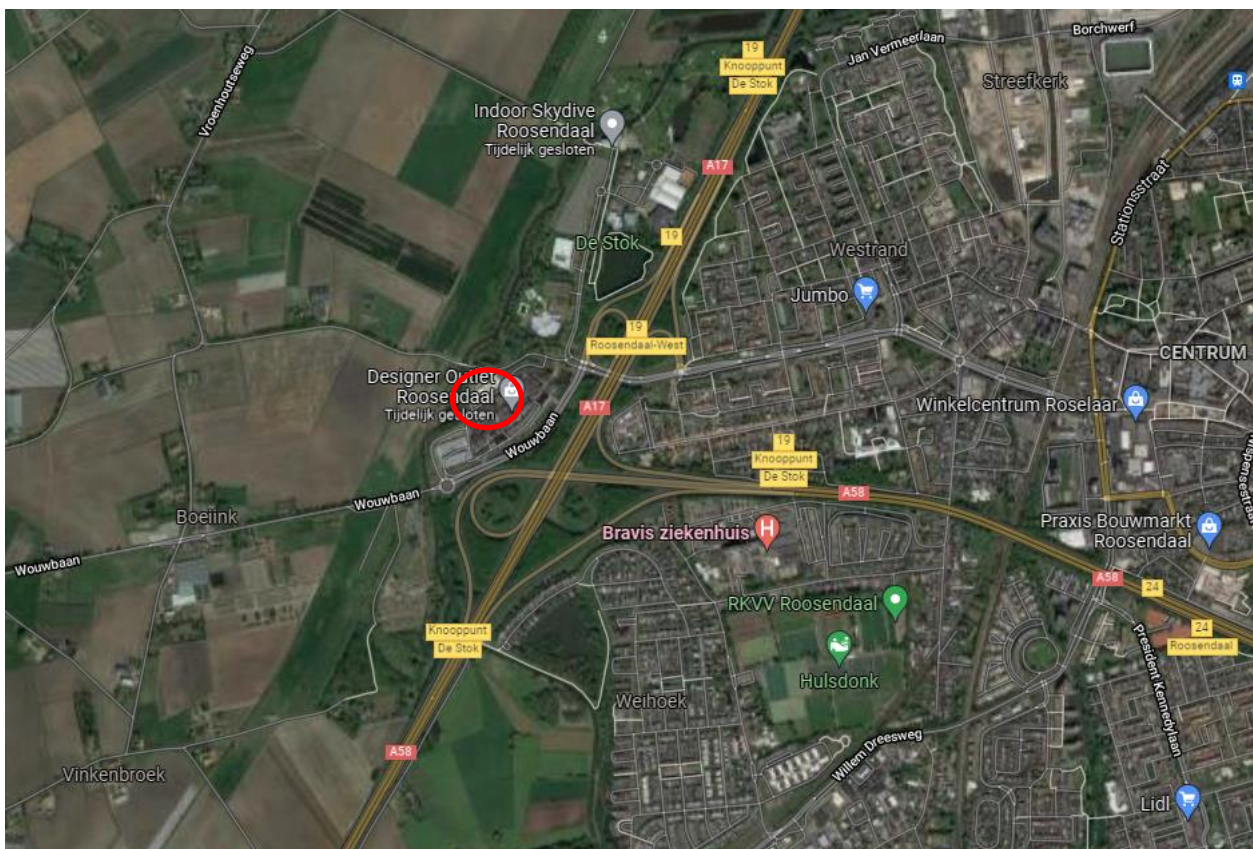 19
Knooppunt
De Stok
Jan Vermeerlaan
Borchwerf
Streefkerk
Vroenhoutseweg
Indoor Skydive
Roosendaal
Tijdelijk gesloten
A17
Stationsstraat
De Stok
19
Westrand
Jumbo
19
Roosendaal-West
CENTRUM
Designer Outlet
Roosendaal
Tijdelijk gesloten
A17
Winkelcentrum Roselaar
Wouwbaan
19
Knooppunt
De Stok
A58
Wouwbaan
Boeiink
Bravis ziekenhuis
H
Praxis Bouwmarkt
Roosendaal
Wouwbaan
A58
24
RKVV Roosendaal
Knooppunt
De Stok
24
Roosendaal
Hulsdonk
President Kennedylaan
Weihoek
Willem Dreesweg
A58
Vinkenbroek
Lidl